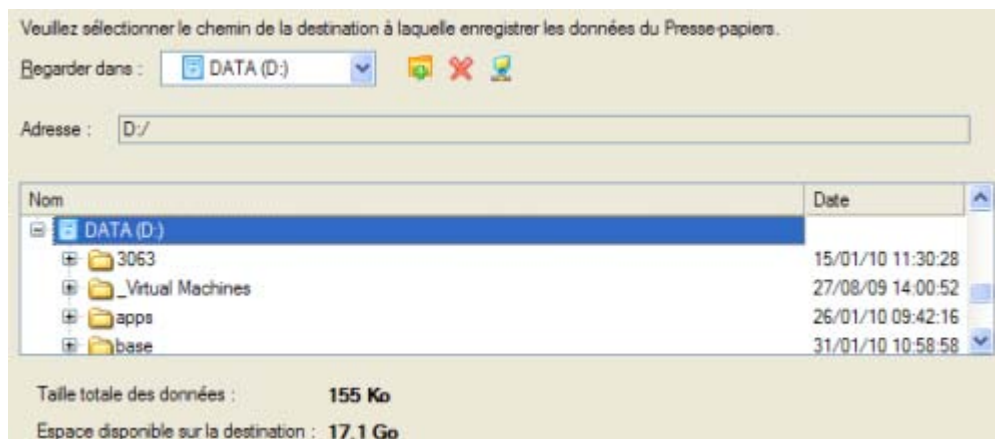 Veuillez sélectionner le chemin de la destination à laquelle enregistrer les données du Presse-papiers.
Regarder dans : DATA (D:)
Adresse : D:/
Nom Date
DATA (D:)
3063 15/01/10 11:30:28
_Virtual Machines 27/08/09 14:00:52
apps 26/01/10 09:42:16
base 31/01/10 10:58:58
Taille totale des données : 155 Ko
Espace disponible sur la destination : 17,1 Go